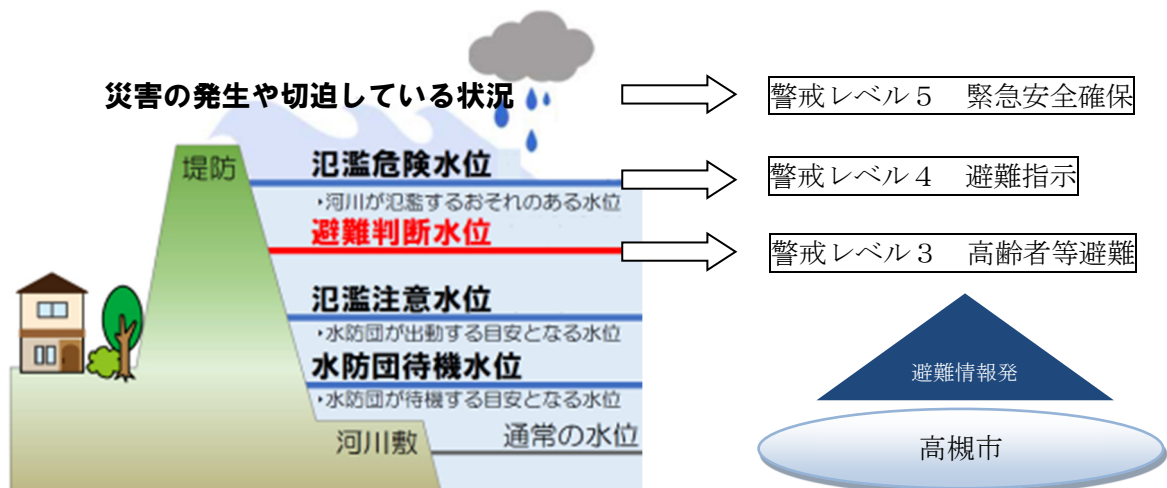 災害の発生や切迫している状況
警戒レベル５　緊急安全確保
堤防
氾濫危険水位
・河川が氾濫するおそれのある水位
警戒レベル４　避難指示
避難判断水位
警戒レベル３　高齢者等避難
氾濫注意水位
・水防団が出動する目安となる水位
水防団待機水位
・水防団が待機する目安となる水位
避難情報発
河川敷
通常の水位
高槻市